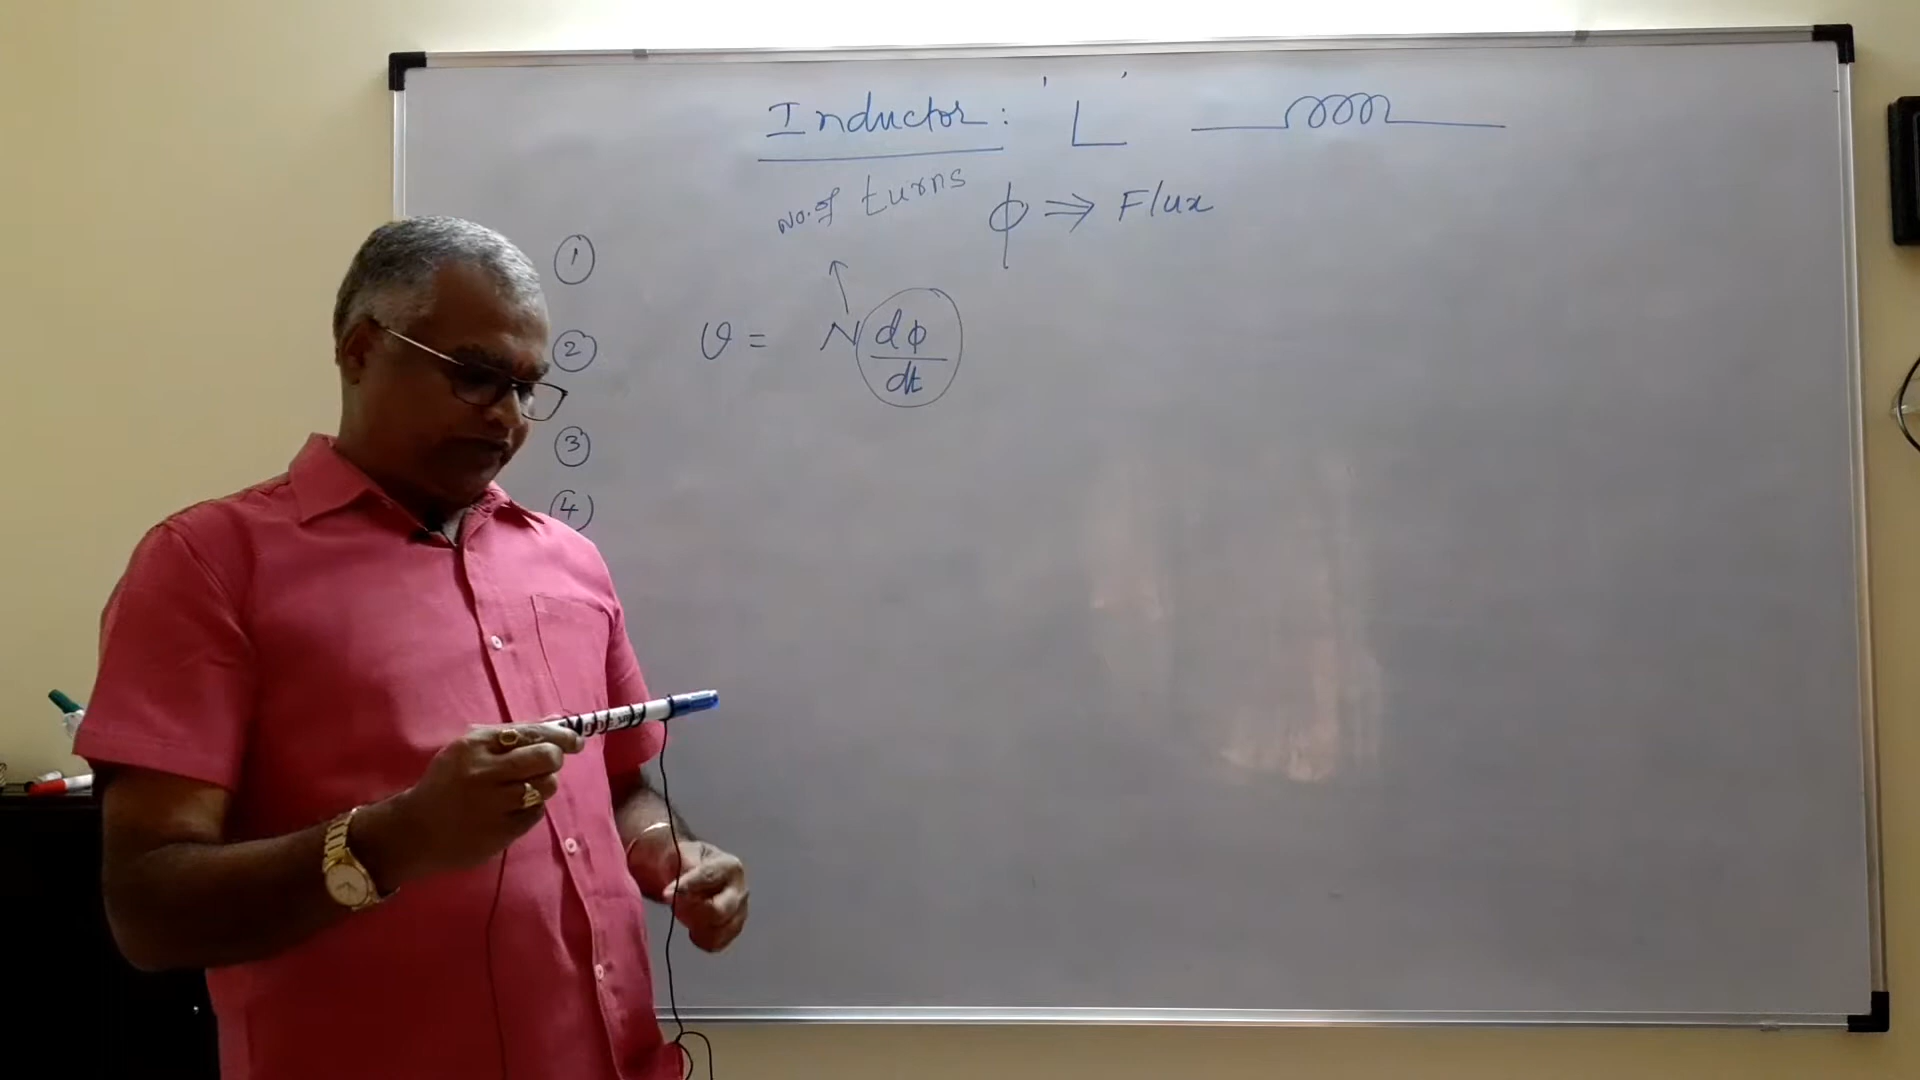 Inductor: 'L'
No. of turns
ϕ ⇒ Flux
1
2
v = N dϕ/dt
3
4